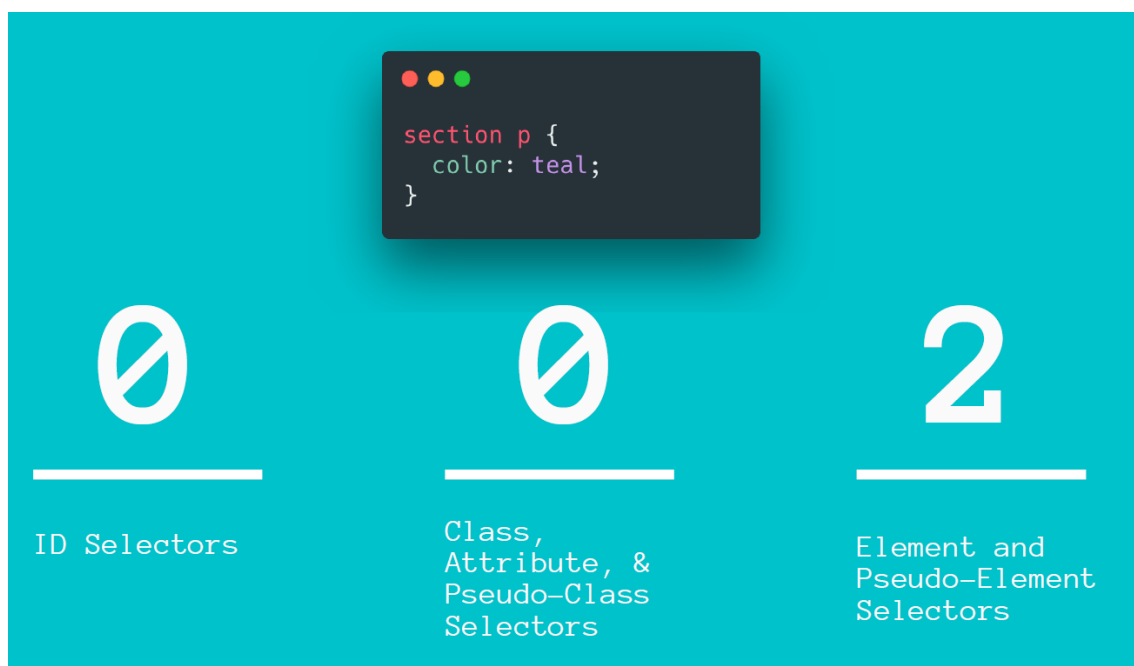 section p {
  color: teal;
}
0
0
2
ID Selectors
Class,
Attribute, &
Pseudo-Class
Selectors
Element and
Pseudo-Element
Selectors